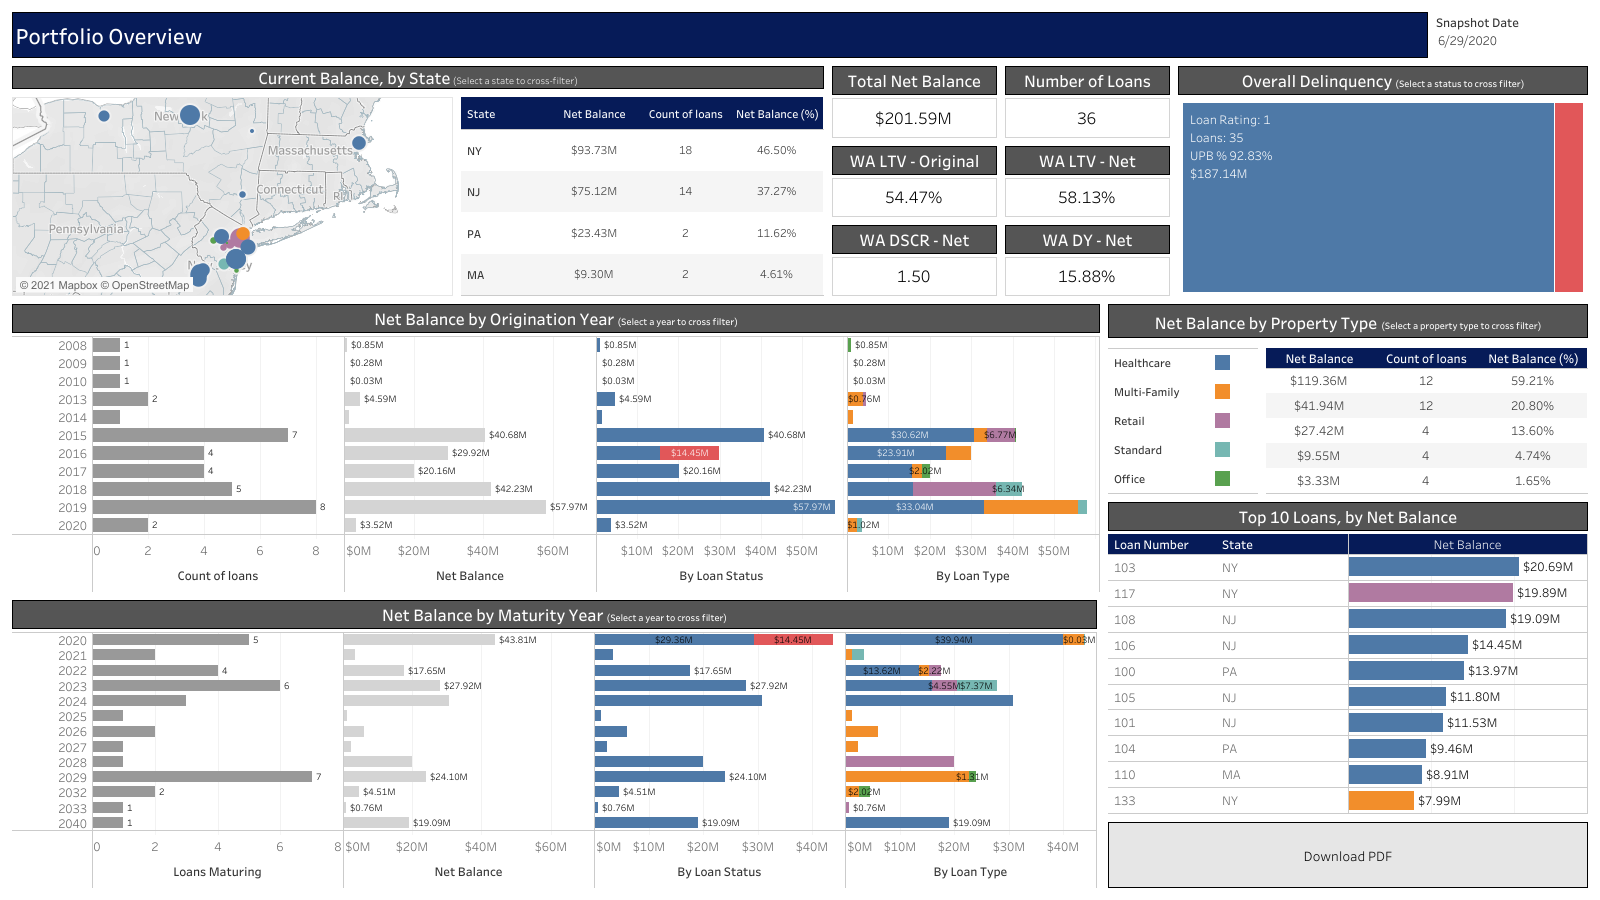 Portfolio Overview
Snapshot Date
6/29/2020
Current Balance, by State (Select a state to cross-filter)
Massachusetts
Connecticut
Pennsylvania
© 2021 Mapbox © OpenStreetMap
State Net Balance Count of loans Net Balance (%)
NY $93.73M 18 46.50%
NJ $75.12M 14 37.27%
PA $23.43M 2 11.62%
MA $9.30M 2 4.61%
Total Net Balance
$201.59M
Number of Loans
36
WA LTV - Original
54.47%
WA LTV - Net
58.13%
WA DSCR - Net
1.50
WA DY - Net
15.88%
Overall Delinquency (Select a status to cross filter)
Loan Rating: 1
Loans: 35
UPB % 92.83%
$187.14M
Net Balance by Origination Year (Select a year to cross filter)
2008 1 $0.85M $0.85M $0.85M
2009 1 $0.28M $0.28M $0.28M
2010 1 $0.03M $0.03M $0.03M
2013 2 $4.59M $4.59M $0.76M
2014
2015 7 $40.68M $40.68M $30.62M $6.77M
2016 4 $29.92M $14.45M $23.91M
2017 4 $20.16M $20.16M $2.02M
2018 5 $42.23M $42.23M $6.34M
2019 8 $57.97M $57.97M $33.04M
2020 2 $3.52M $3.52M $1.02M
0 2 4 6 8 $0M $20M $40M $60M $10M $20M $30M $40M $50M $10M $20M $30M $40M $50M
Count of loans Net Balance By Loan Status By Loan Type
Net Balance by Property Type (Select a property type to cross filter)
Healthcare
Multi-Family
Retail
Standard
Office
Net Balance Count of loans Net Balance (%)
$119.36M 12 59.21%
$41.94M 12 20.80%
$27.42M 4 13.60%
$9.55M 4 4.74%
$3.33M 4 1.65%
Net Balance by Maturity Year (Select a year to cross filter)
2020 5 $43.81M $29.36M $14.45M $39.94M $0.03M
2021
2022 4 $17.65M $17.65M $13.62M $2.22M
2023 6 $27.92M $27.92M $4.55M $7.37M
2024
2025
2026
2027
2028
2029 7 $24.10M $24.10M $1.31M
2032 2 $4.51M $4.51M $2.02M
2033 1 $0.76M $0.76M $0.76M
2040 1 $19.09M $19.09M $19.09M
0 2 4 6 8 $0M $20M $40M $60M $0M $10M $20M $30M $40M $0M $10M $20M $30M $40M
Loans Maturing Net Balance By Loan Status By Loan Type
Top 10 Loans, by Net Balance
Loan Number State Net Balance
103 NY $20.69M
117 NY $19.89M
108 NJ $19.09M
106 NJ $14.45M
100 PA $13.97M
105 NJ $11.80M
101 NJ $11.53M
104 PA $9.46M
110 MA $8.91M
133 NY $7.99M
Download PDF